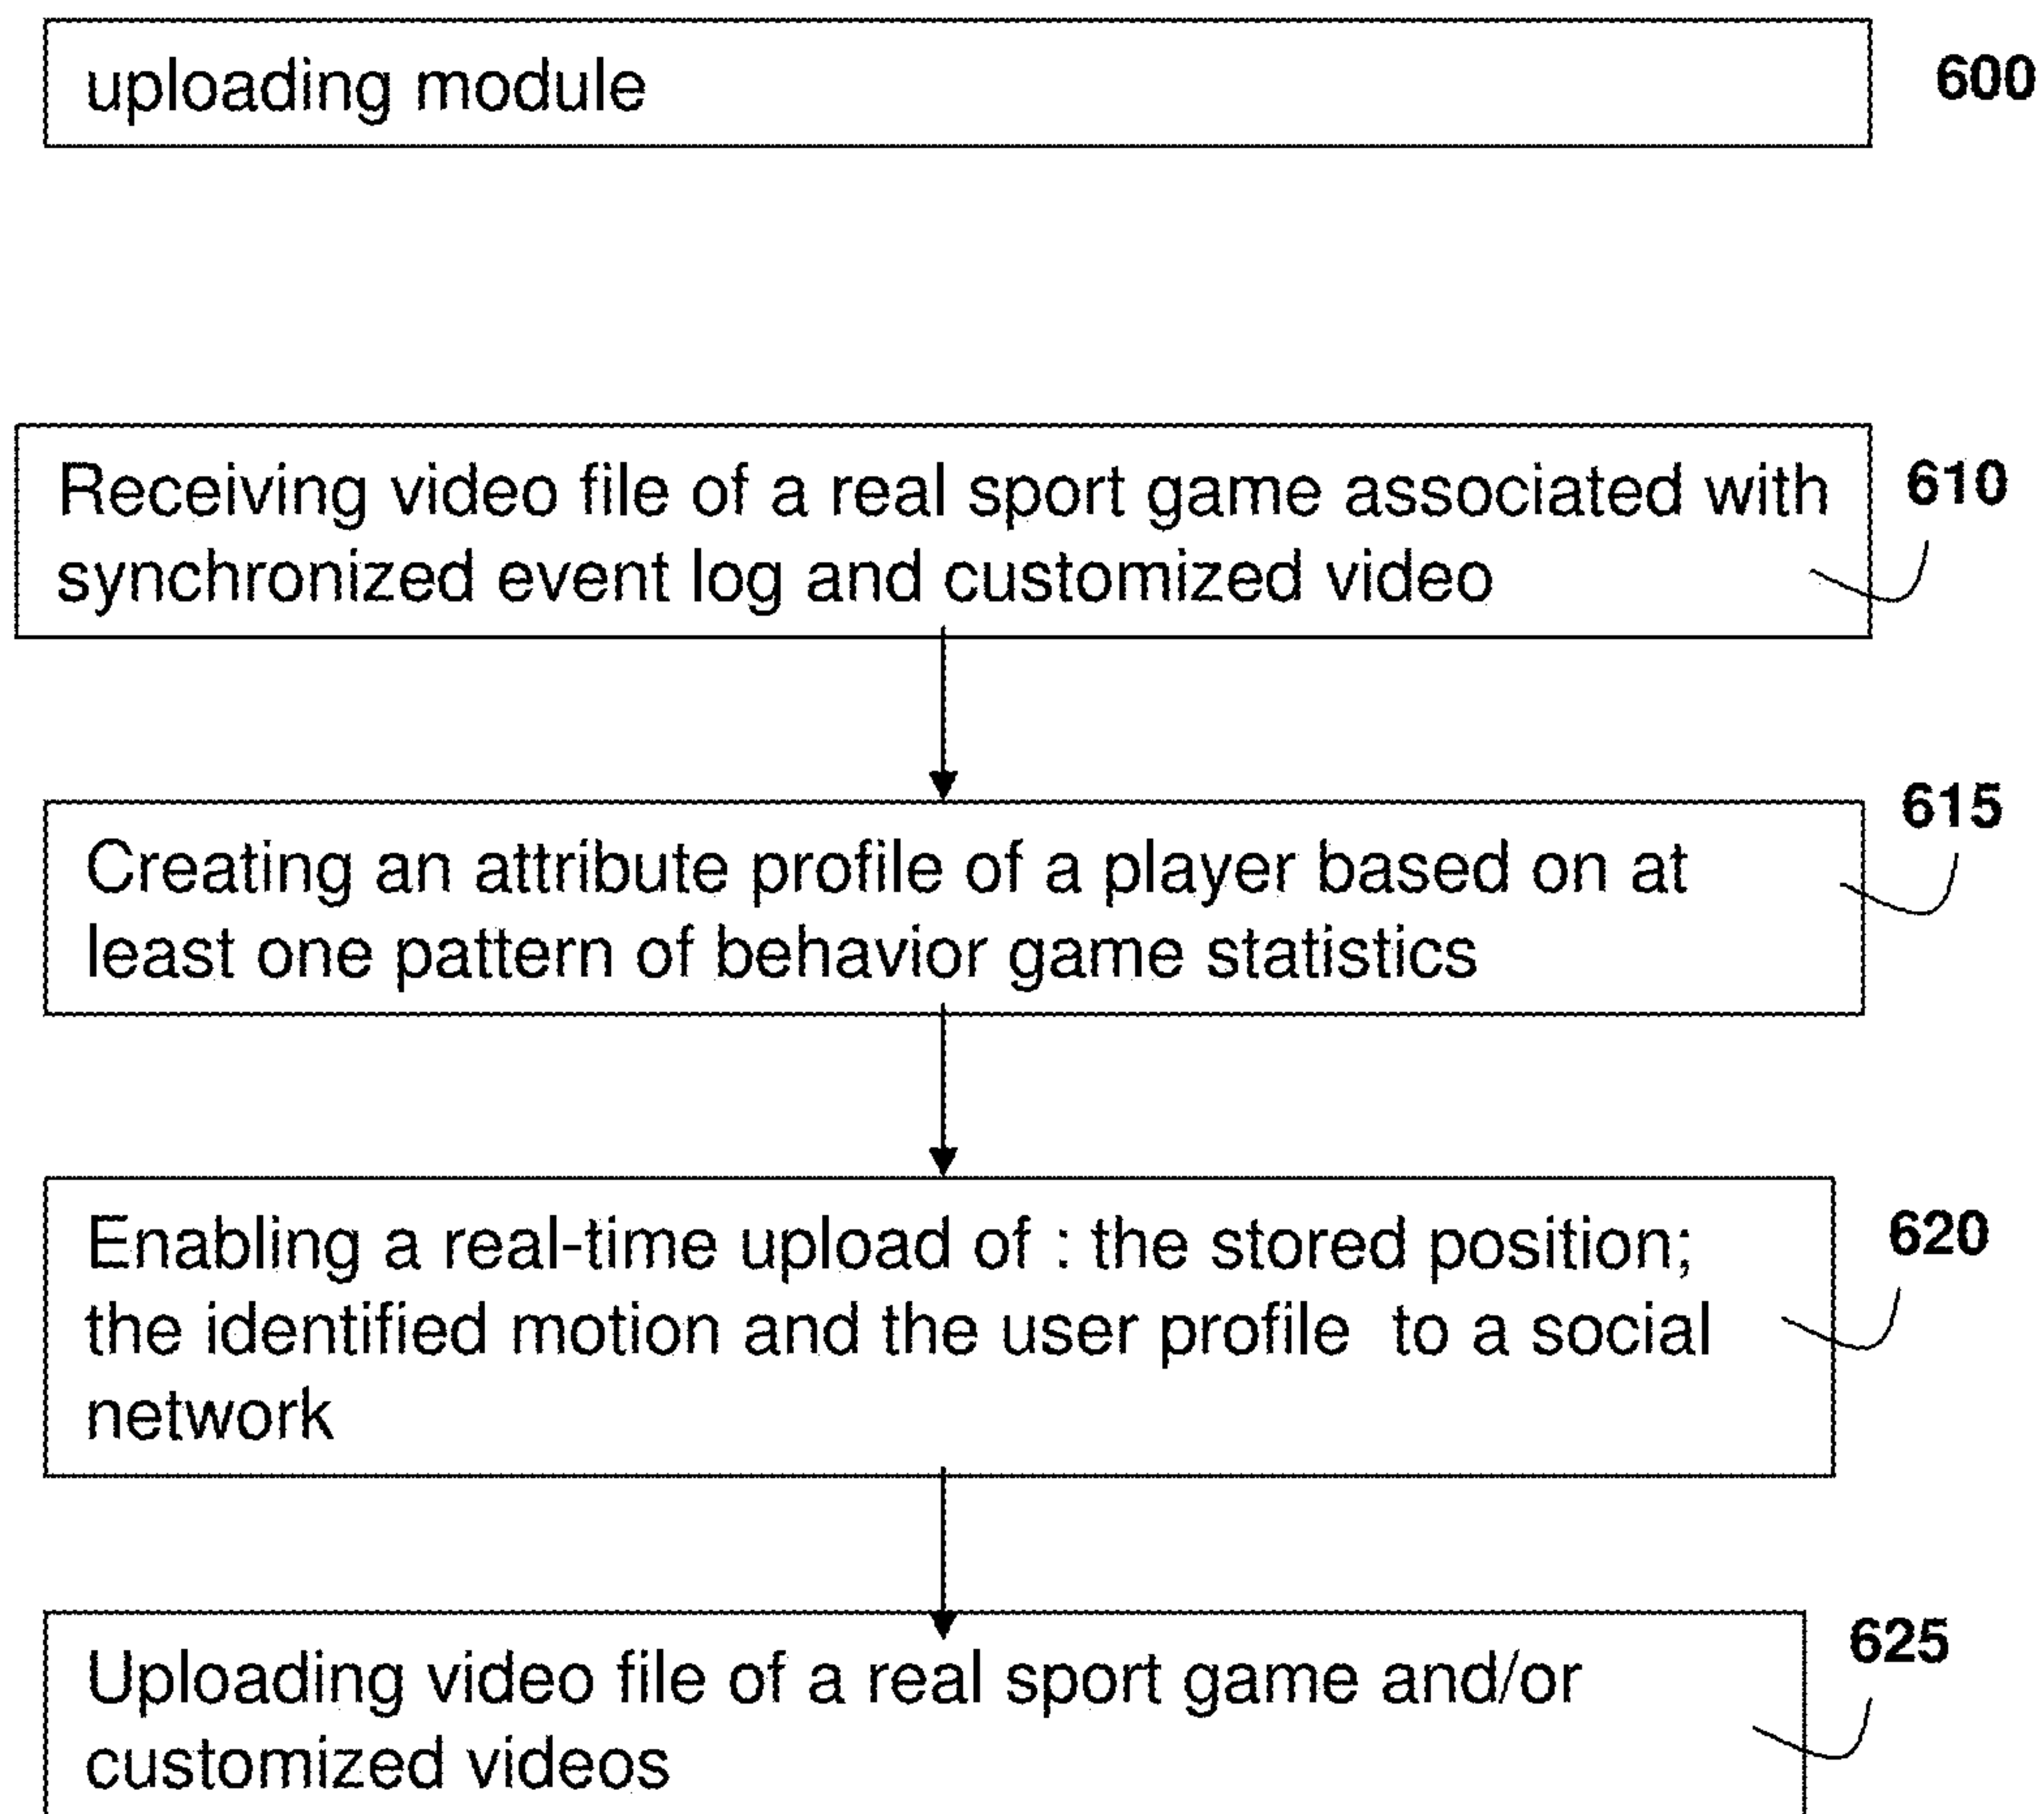 uploading module
600
Receiving video file of a real sport game associated with
synchronized event log and customized video
610
Creating an attribute profile of a player based on at
least one pattern of behavior game statistics
615
Enabling a real-time upload of : the stored position;
the identified motion and the user profile to a social
network
620
Uploading video file of a real sport game and/or
customized videos
625